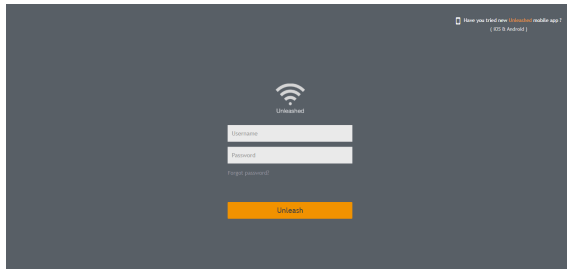 Have you tried new Unleashed mobile app ?
( iOS & Android )
Unleashed
Username
Password
Forgot password?
Unleash